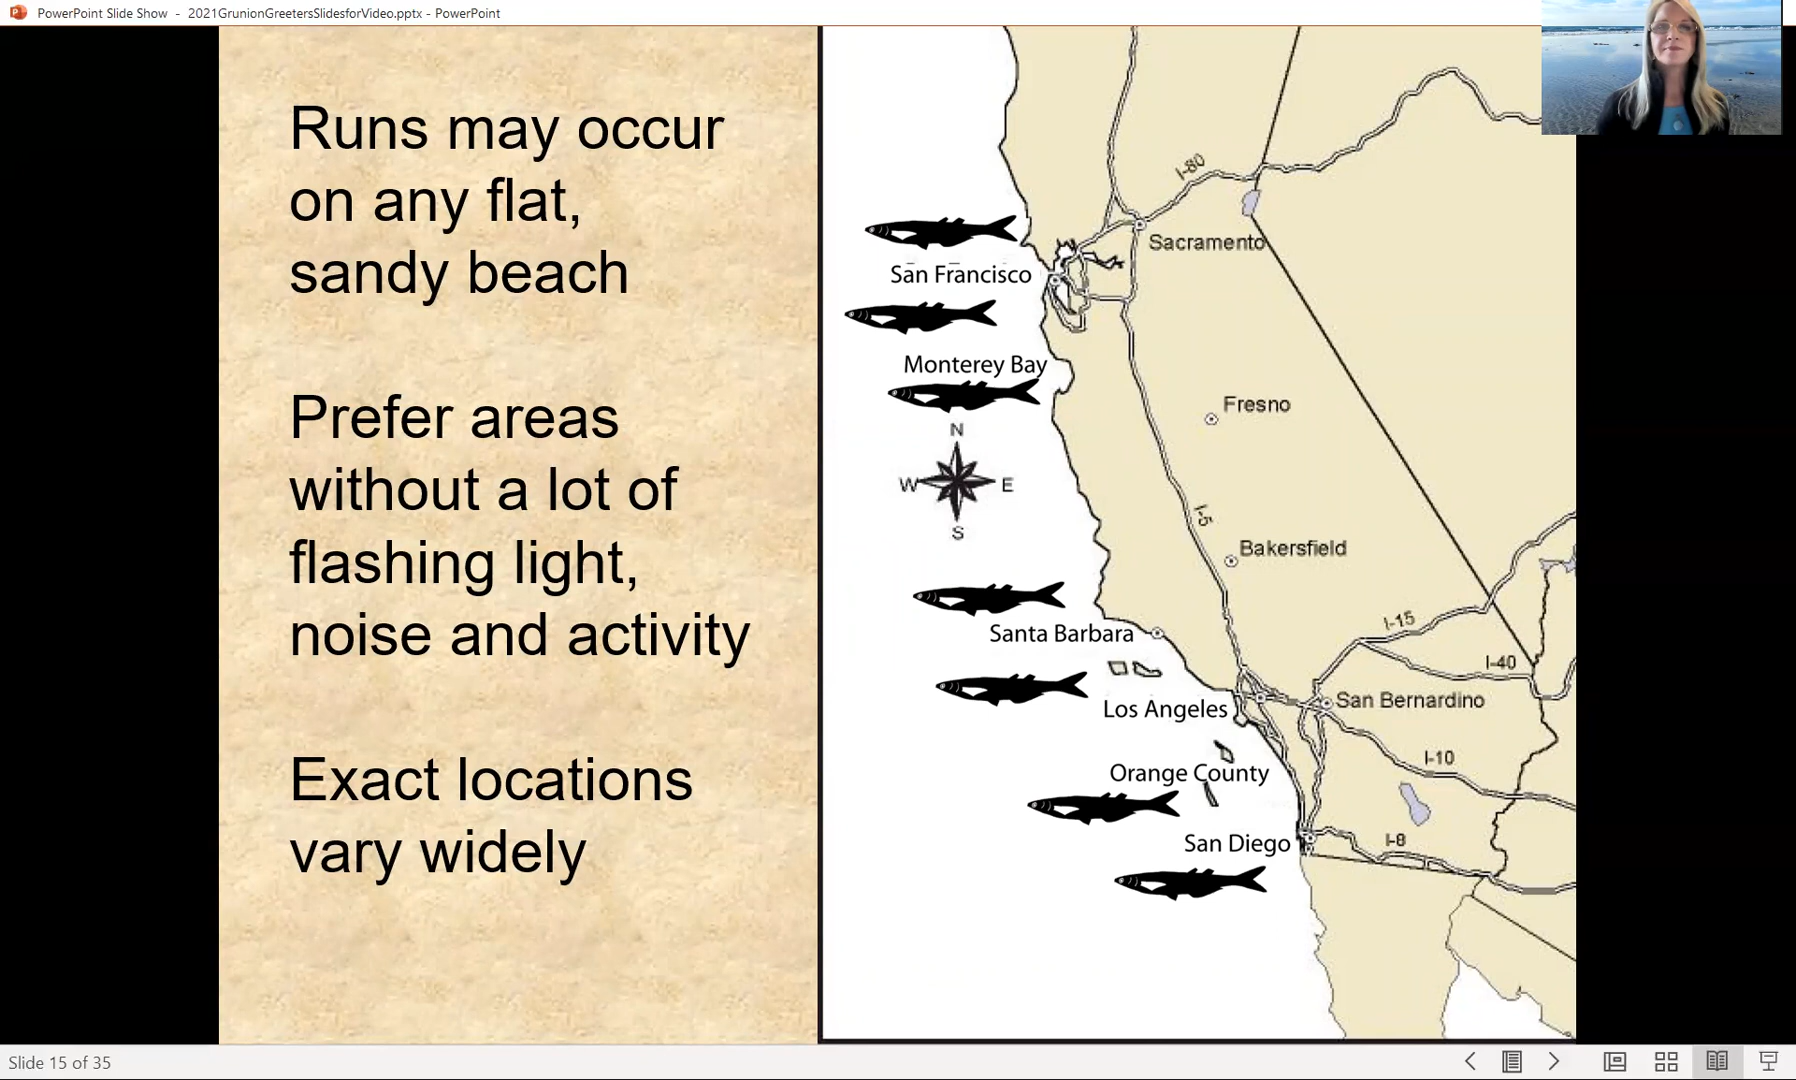 PowerPoint Slide Show - 2021GrunionGreetersSlidesforVideo.pptx - PowerPoint
Runs may occur
on any flat,
sandy beach
Prefer areas
without a lot of
flashing light,
noise and activity
Exact locations
vary widely
I-80
Sacramento
San Francisco
Monterey Bay
Fresno
N
W E
S
I-5
Bakersfield
I-15
Santa Barbara
I-40
San Bernardino
Los Angeles
I-10
Orange County
I-8
San Diego
Slide 15 of 35